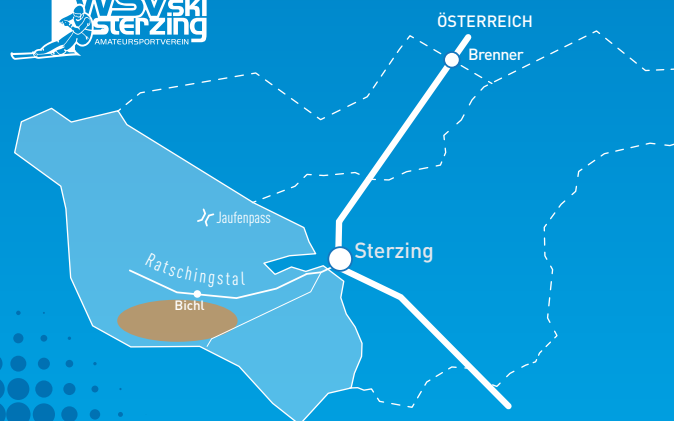 WSV SKI
Sterzing
AMATEURSPORTVEREIN
ÖSTERREICH
Brenner
Jaufenpass
Sterzing
Ratschingstal
Bichl